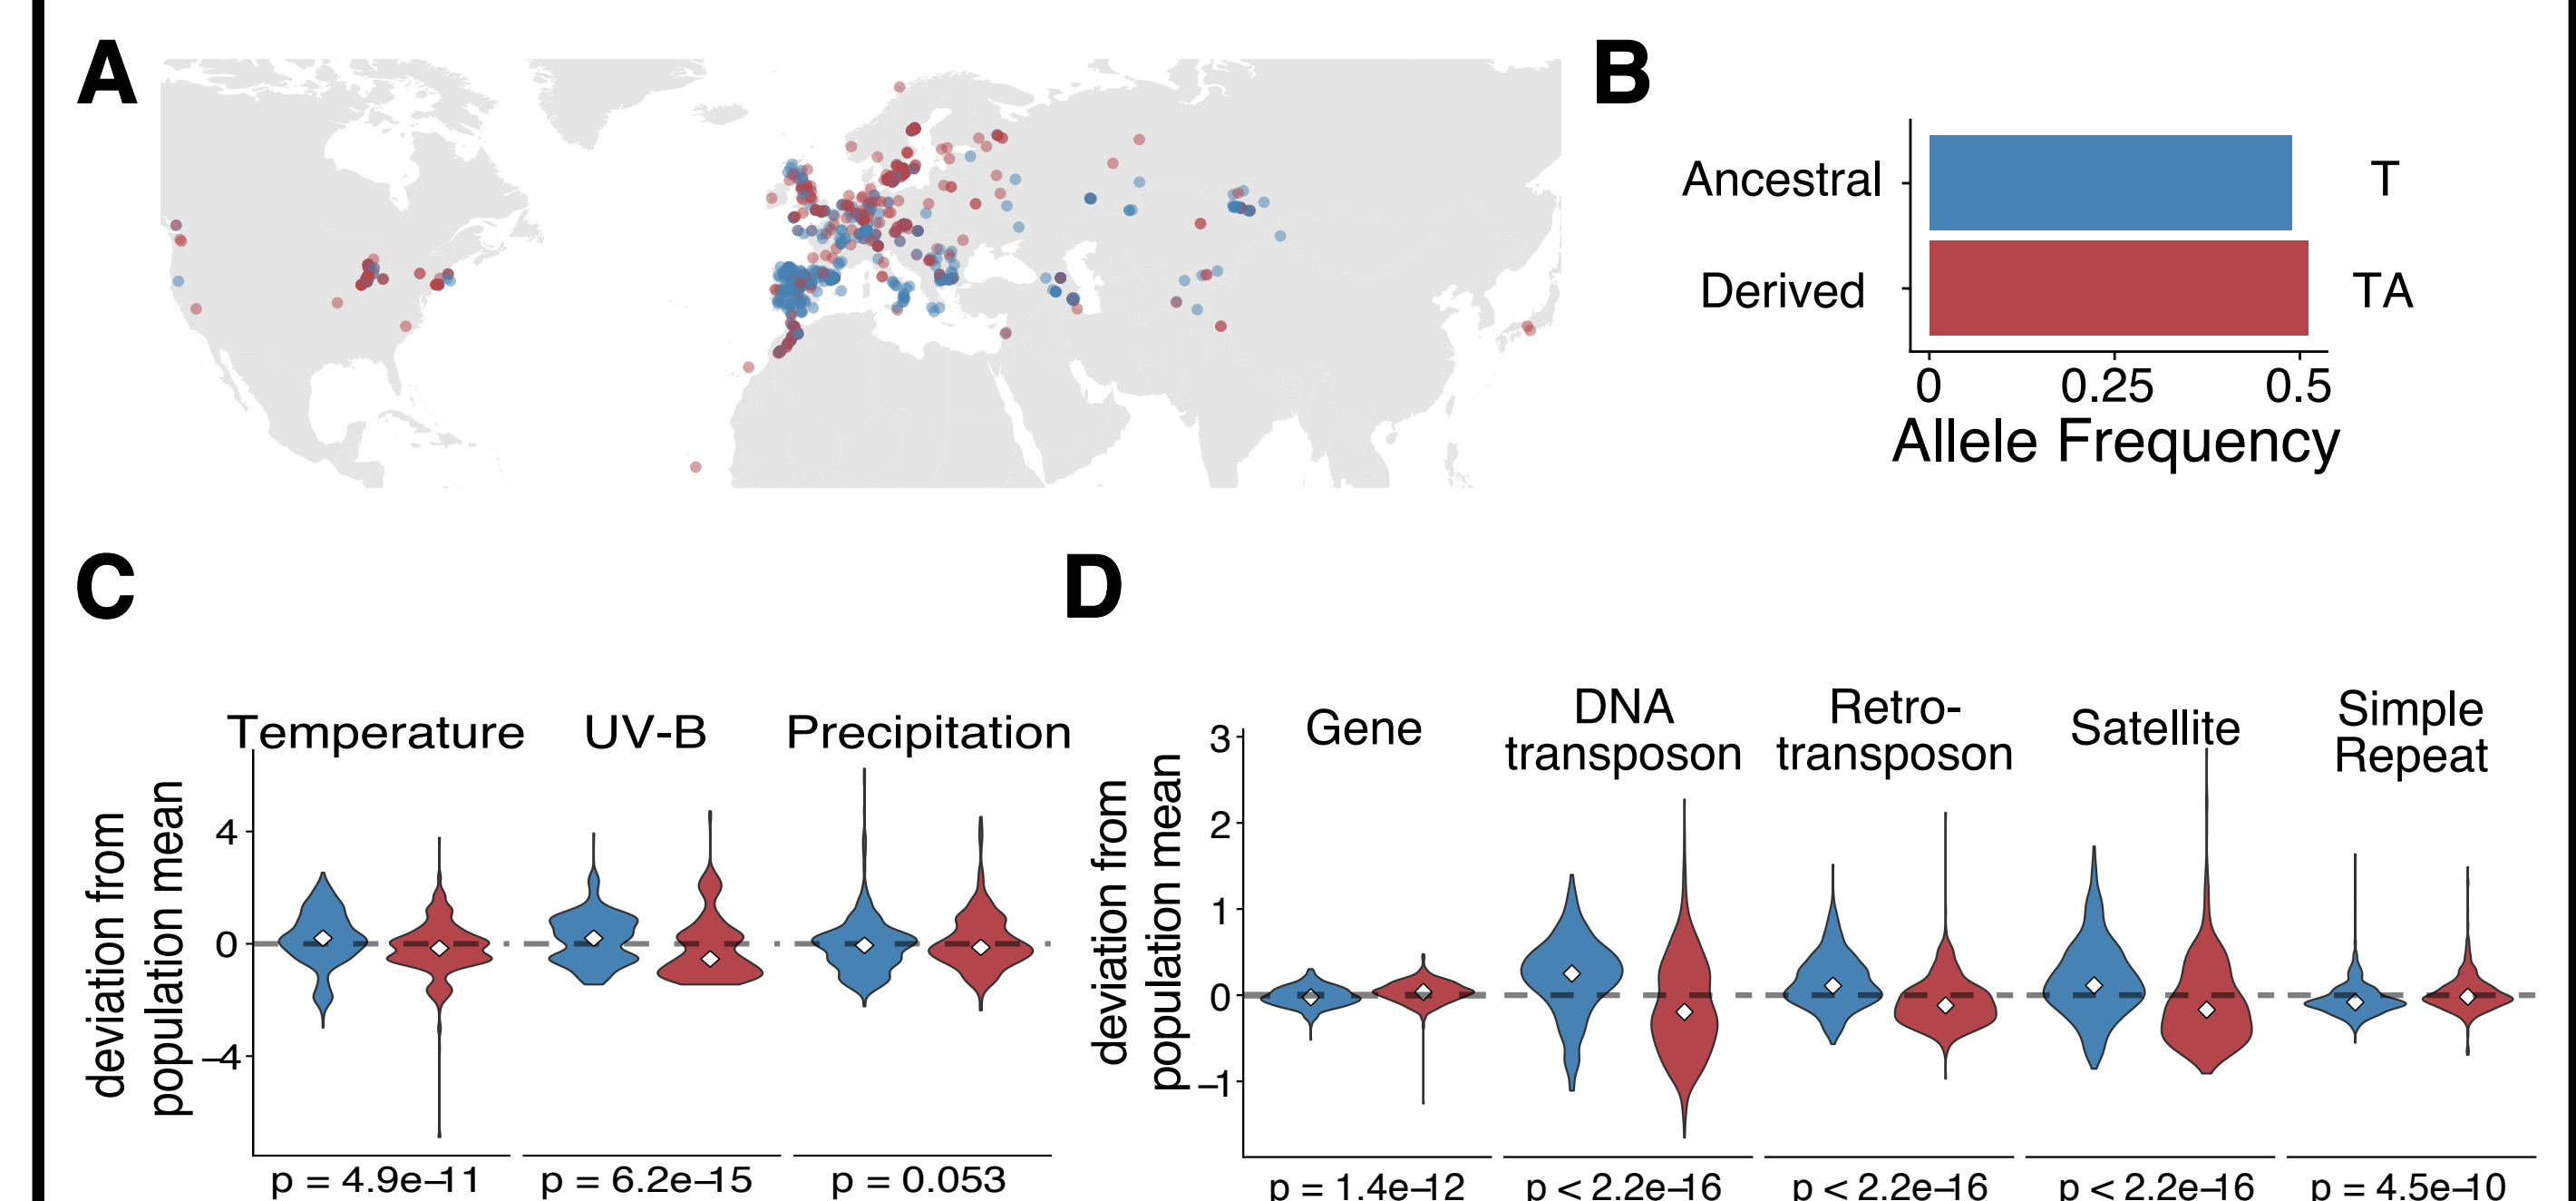 A
B
Ancestral
T
Derived
TA
0
0.25
0.5
Allele Frequency
C
D
Temperature
UV-B
Precipitation
deviation from
population mean
4
0
−4
p = 4.9e−11
p = 6.2e−15
p = 0.053
Gene
DNA
transposon
Retro-
transposon
Satellite
Simple
Repeat
deviation from
population mean
3
2
1
0
−1
p = 1.4e−12
p < 2.2e−16
p < 2.2e−16
p < 2.2e−16
p = 4.5e−10